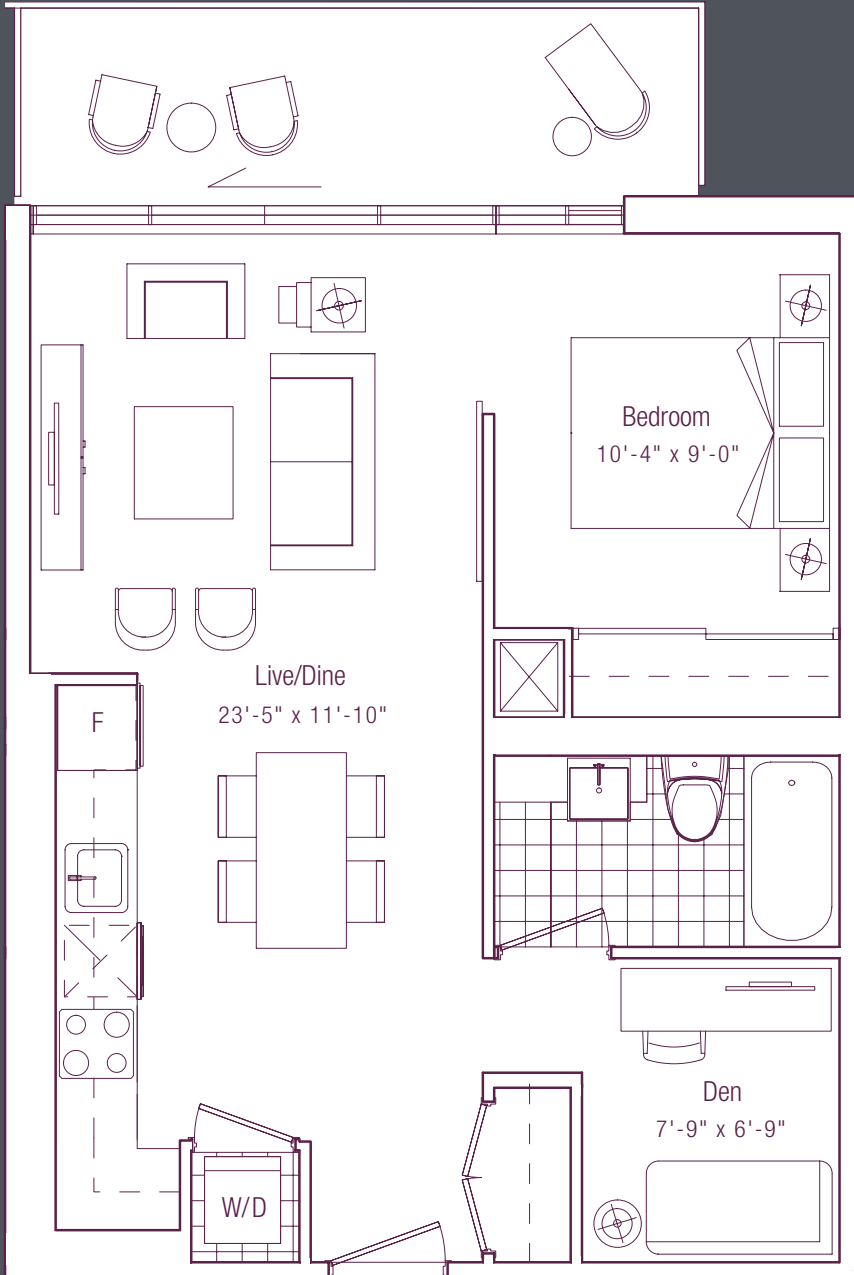 Bedroom
10'-4" x 9'-0"
Live/Dine
23'-5" x 11'-10"
F
Den
7'-9" x 6'-9"
W/D